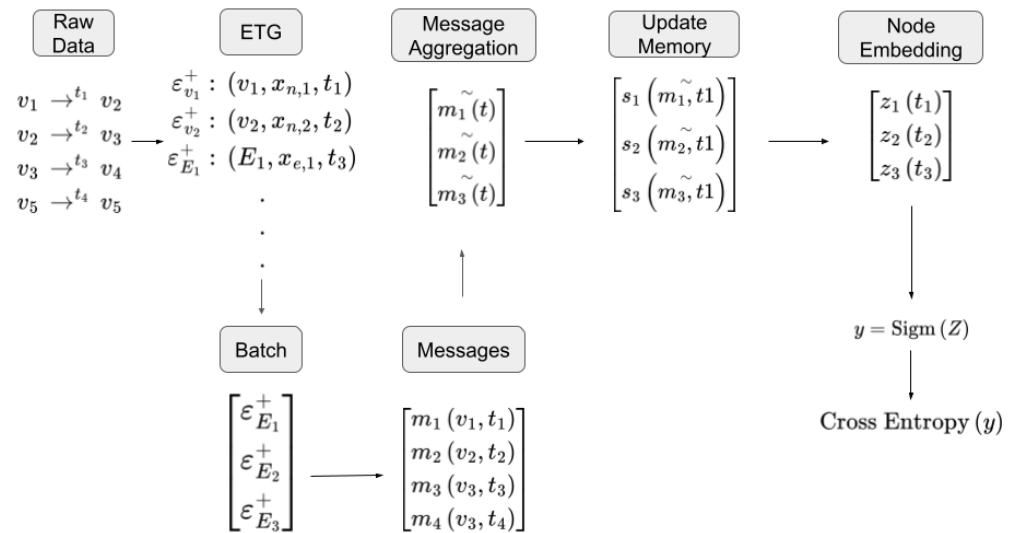 Raw
Data
v₁ →ᵗ¹ v₂
v₂ →ᵗ² v₃
v₃ →ᵗ³ v₄
v₅ →ᵗ⁴ v₅
ETG
ε⁺_{v₁} : (v₁, x_{n,1}, t₁)
ε⁺_{v₂} : (v₂, x_{n,2}, t₂)
ε⁺_{E₁} : (E₁, x_{e,1}, t₃)
.
.
.
Batch
ε⁺_{E₁}
ε⁺_{E₂}
ε⁺_{E₃}
Messages
m₁ (v₁, t₁)
m₂ (v₂, t₂)
m₃ (v₃, t₃)
m₄ (v₃, t₄)
Message
Aggregation
m̃₁ (t)
m̃₂ (t)
m̃₃ (t)
Update
Memory
s₁ (m̃₁, t1)
s₂ (m̃₂, t1)
s₃ (m̃₃, t1)
Node
Embedding
z₁ (t₁)
z₂ (t₂)
z₃ (t₃)
y = Sigm (Z)
Cross Entropy (y)